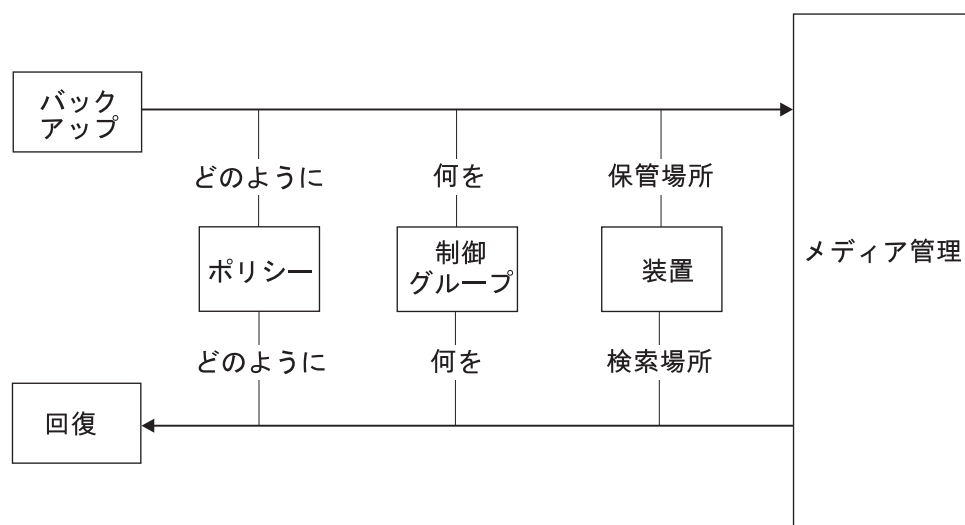 バック
アップ
どのように
何を
保管場所
ポリシー
制御
グループ
装置
メディア管理
どのように
何を
検索場所
回復